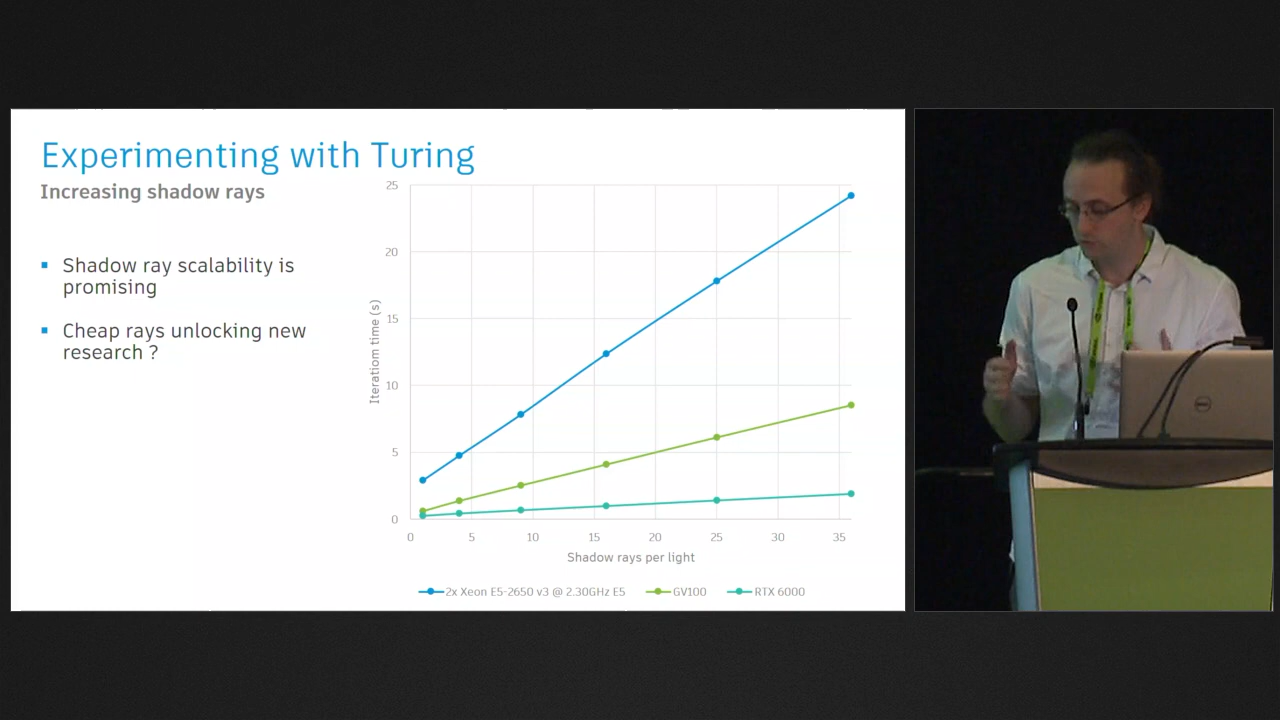 Experimenting with Turing
Increasing shadow rays
Shadow ray scalability is
promising
Cheap rays unlocking new
research ?
25
20
15
10
5
0
Iteratiom time (s)
0 5 10 15 20 25 30 35
Shadow rays per light
2x Xeon E5-2650 v3 @ 2.30GHz E5 GV100 RTX 6000
DELL